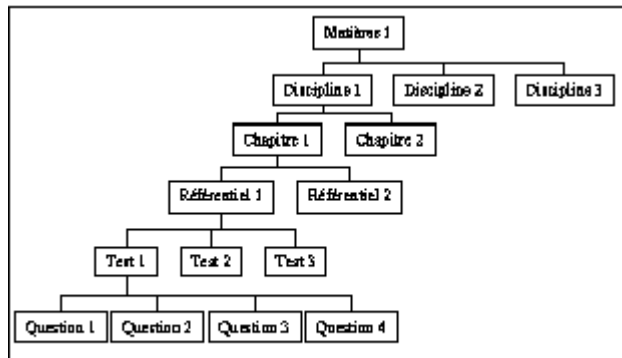 Matières 1
Discipline 1 Discipline 2 Discipline 3
Chapitre 1 Chapitre 2
Référentiel 1 Référentiel 2
Test 1 Test 2 Test 3
Question 1 Question 2 Question 3 Question 4